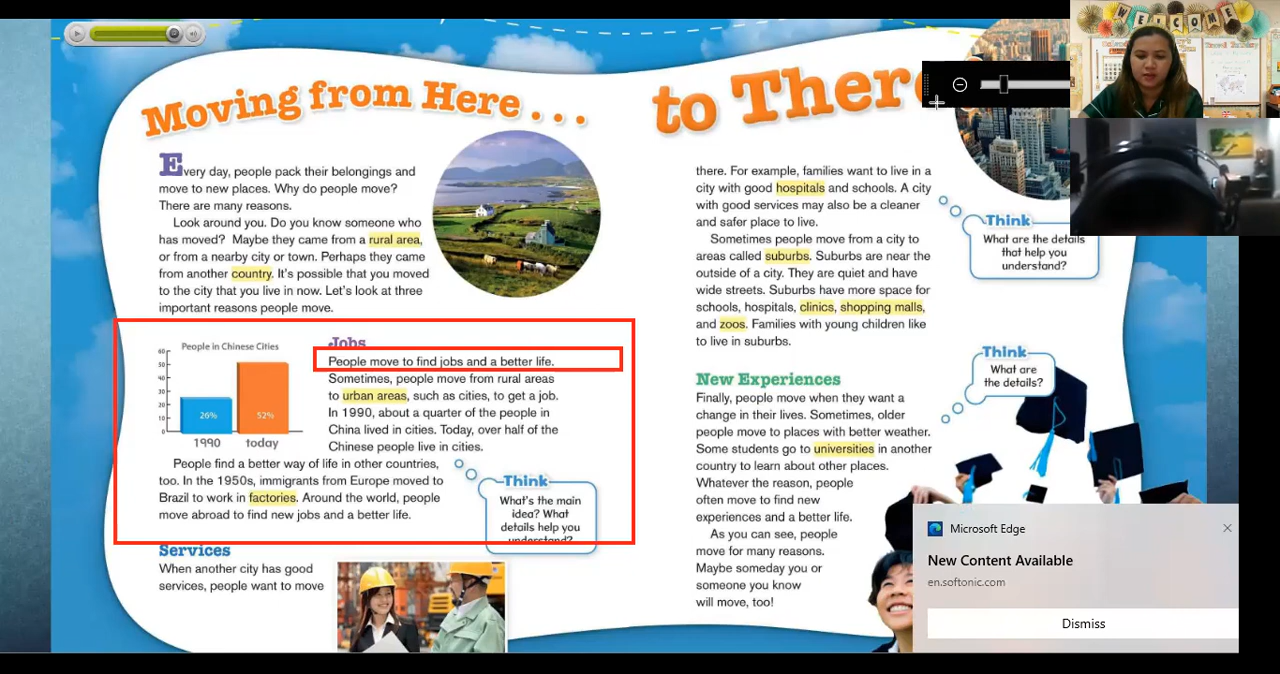 Moving from Here . . .
to There
Every day, people pack their belongings and
move to new places. Why do people move?
There are many reasons.
Look around you. Do you know someone who
has moved? Maybe they came from a rural area,
or from a nearby city or town. Perhaps they came
from another country. It's possible that you moved
to the city that you live in now. Let's look at three
important reasons people move.
People in Chinese Cities
60
50
40
30
20
10
0
26%
52%
1990
today
Jobs
People move to find jobs and a better life.
Sometimes, people move from rural areas
to urban areas, such as cities, to get a job.
In 1990, about a quarter of the people in
China lived in cities. Today, over half of the
Chinese people live in cities.
People find a better way of life in other countries,
too. In the 1950s, immigrants from Europe moved to
Brazil to work in factories. Around the world, people
move abroad to find new jobs and a better life.
Think
What's the main
idea? What
details help you
understand?
Services
When another city has good
services, people want to move
there. For example, families want to live in a
city with good hospitals and schools. A city
with good services may also be a cleaner
and safer place to live.
Sometimes people move from a city to
areas called suburbs. Suburbs are near the
outside of a city. They are quiet and have
wide streets. Suburbs have more space for
schools, hospitals, clinics, shopping malls,
and zoos. Families with young children like
to live in suburbs.
Think
What are the details
that help you
understand?
New Experiences
Finally, people move when they want a
change in their lives. Sometimes, older
people move to places with better weather.
Some students go to universities in another
country to learn about other places.
Whatever the reason, people
often move to find new
experiences and a better life.
As you can see, people
move for many reasons.
Maybe someday you or
someone you know
will move, too!
Think
What are
the details?
WELCOME
Microsoft Edge
New Content Available
en.softonic.com
Dismiss